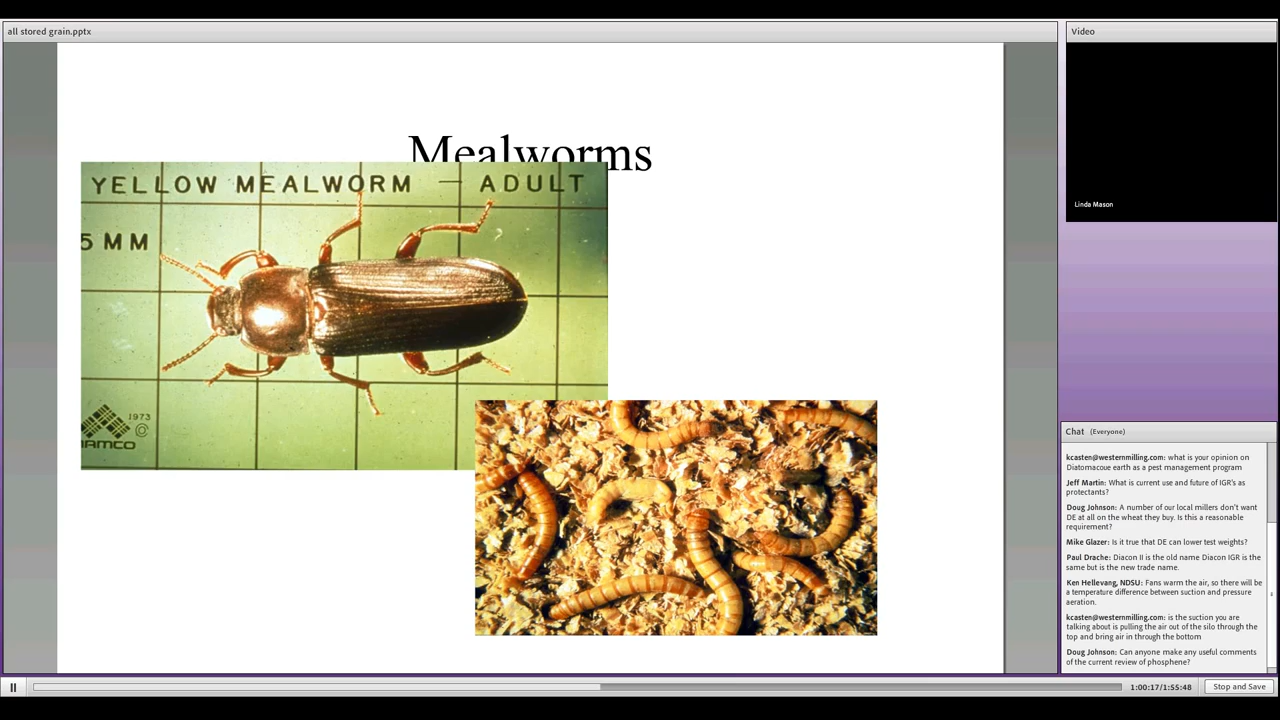 all stored grain.pptx
Mealworms
YELLOW MEALWORM — ADULT
5 MM
1973
©
Video
Linda Mason
Chat (Everyone)
kcasten@westernmilling.com: what is your opinion on
Diatomacoue earth as a pest management program
Jeff Martin: What is current use and future of IGR's as
protectants?
Doug Johnson: A number of our local millers don't want
DE at all on the wheat they buy. Is this a reasonable
requirement?
Mike Glazer: Is it true that DE can lower test weights?
Paul Drache: Diacon II is the old name Diacon IGR is the
same but is the new trade name.
Ken Hellevang, NDSU: Fans warm the air, so there will be
a temperature difference between suction and pressure
aeration.
kcasten@westernmilling.com: is the suction you are
talking about is pulling the air out of the silo through the
top and bring air in through the bottom
Doug Johnson: Can anyone make any useful comments
of the current review of phosphene?
1:00:17/1:55:48
Stop and Save